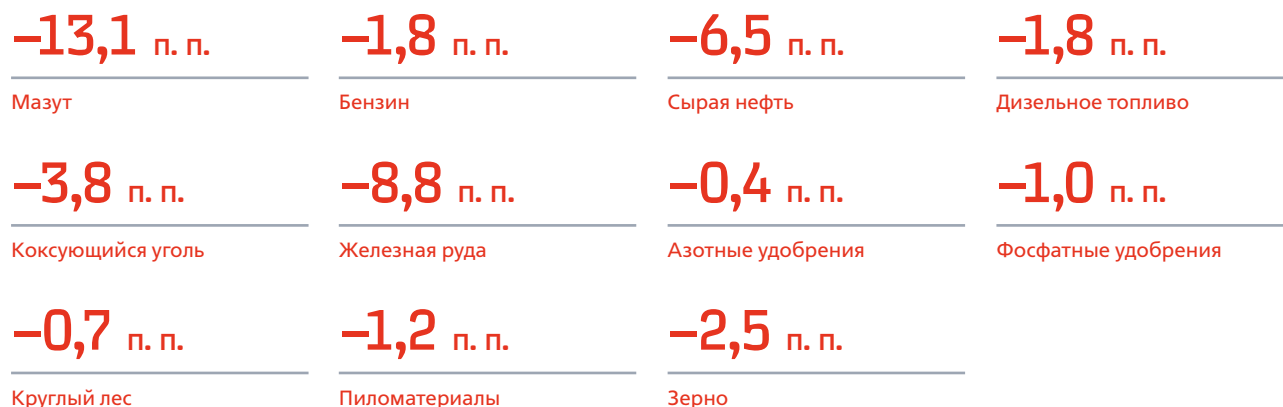 –13,1 п. п.
Мазут
–1,8 п. п.
Бензин
–6,5 п. п.
Сырая нефть
–1,8 п. п.
Дизельное топливо
–3,8 п. п.
Коксующийся уголь
–8,8 п. п.
Железная руда
–0,4 п. п.
Азотные удобрения
–1,0 п. п.
Фосфатные удобрения
–0,7 п. п.
Круглый лес
–1,2 п. п.
Пиломатериалы
–2,5 п. п.
Зерно